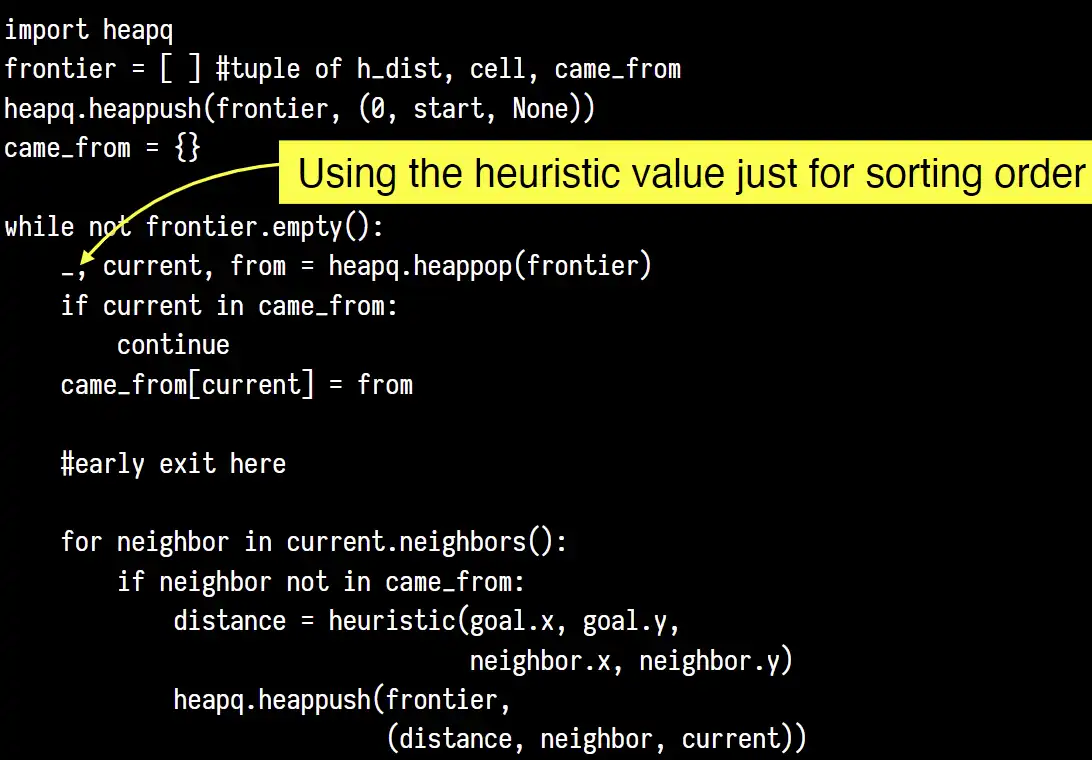 import heapq
frontier = [ ] #tuple of h_dist, cell, came_from
heapq.heappush(frontier, (0, start, None))
came_from = {}
Using the heuristic value just for sorting order
while not frontier.empty():
    _, current, from = heapq.heappop(frontier)
    if current in came_from:
        continue
    came_from[current] = from
    #early exit here
    for neighbor in current.neighbors():
        if neighbor not in came_from:
            distance = heuristic(goal.x, goal.y,
                                 neighbor.x, neighbor.y)
            heapq.heappush(frontier,
                           (distance, neighbor, current))